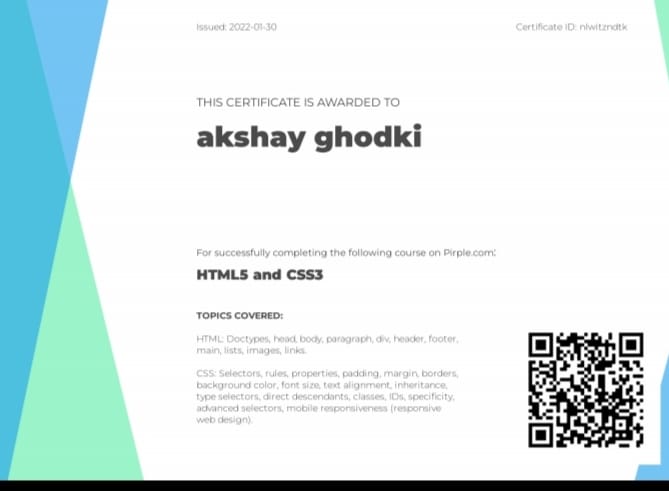 Issued: 2022-01-30
Certificate ID: nlwitzndtk
THIS CERTIFICATE IS AWARDED TO
akshay ghodki
For successfully completing the following course on Pirple.com:
HTML5 and CSS3
TOPICS COVERED:
HTML: Doctypes, head, body, paragraph, div, header, footer,
main, lists, images, links.
CSS: Selectors, rules, properties, padding, margin, borders,
background color, font size, text alignment, inheritance,
type selectors, direct descendants, classes, IDs, specificity,
advanced selectors, mobile responsiveness (responsive
web design).